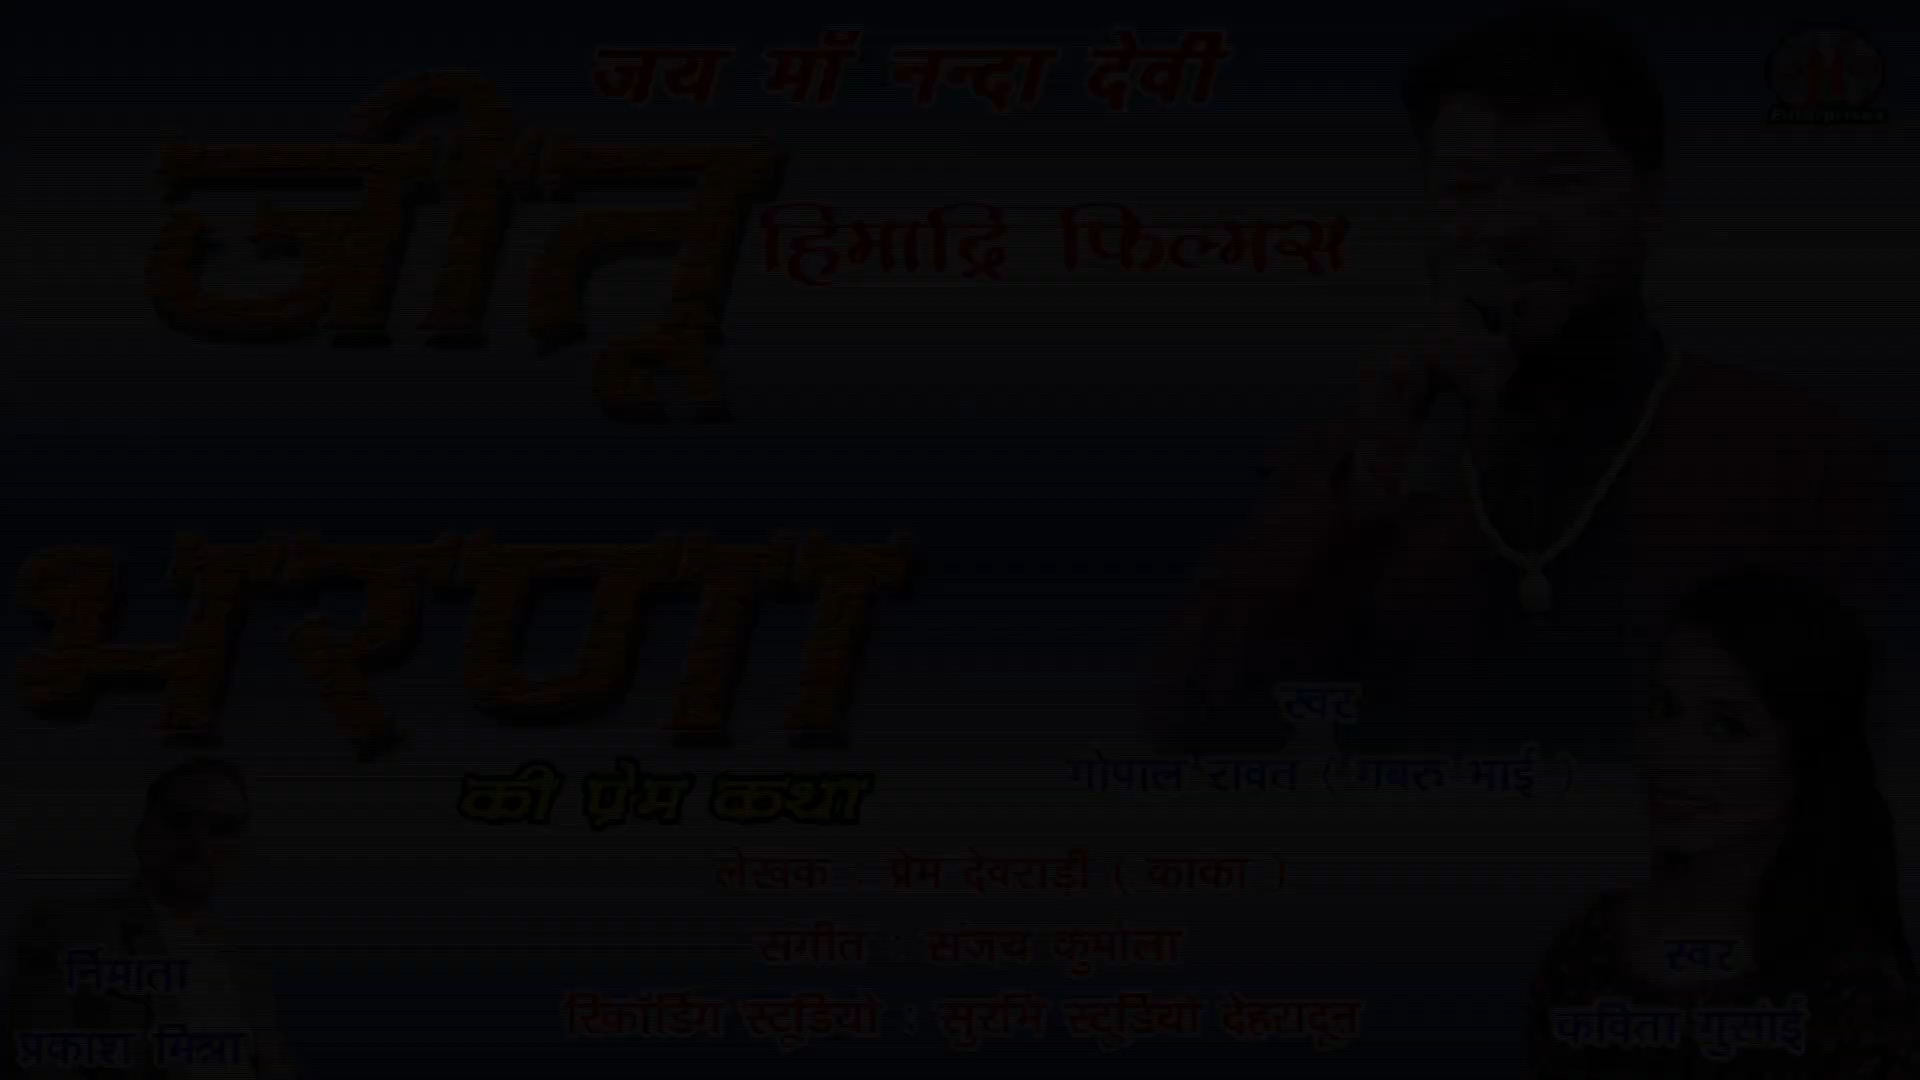 जय माँ नन्दा देवी
जीतू
हिमाद्रि फिल्मस
भरणा
की प्रेम कथा
स्वर
गोपाल रावत ( गबरु भाई )
लेखक : प्रेम देवराडी ( काका )
संगीत : संजय कुमोला
रिकॉर्डिंग स्टूडियो : सुरभि स्टूडियो देहरादून
निर्माता
प्रकाश मिश्रा
स्वर
कविता गुसांई